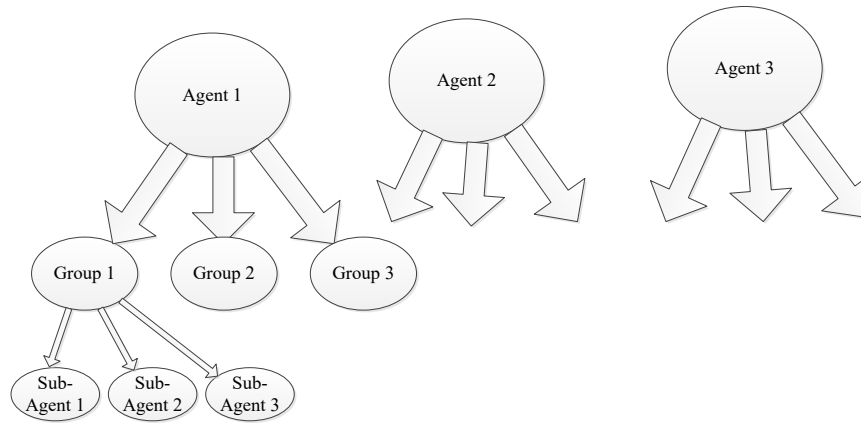 Agent 1
Agent 2
Agent 3
Group 1
Group 2
Group 3
Sub-
Agent 1
Sub-
Agent 2
Sub-
Agent 3